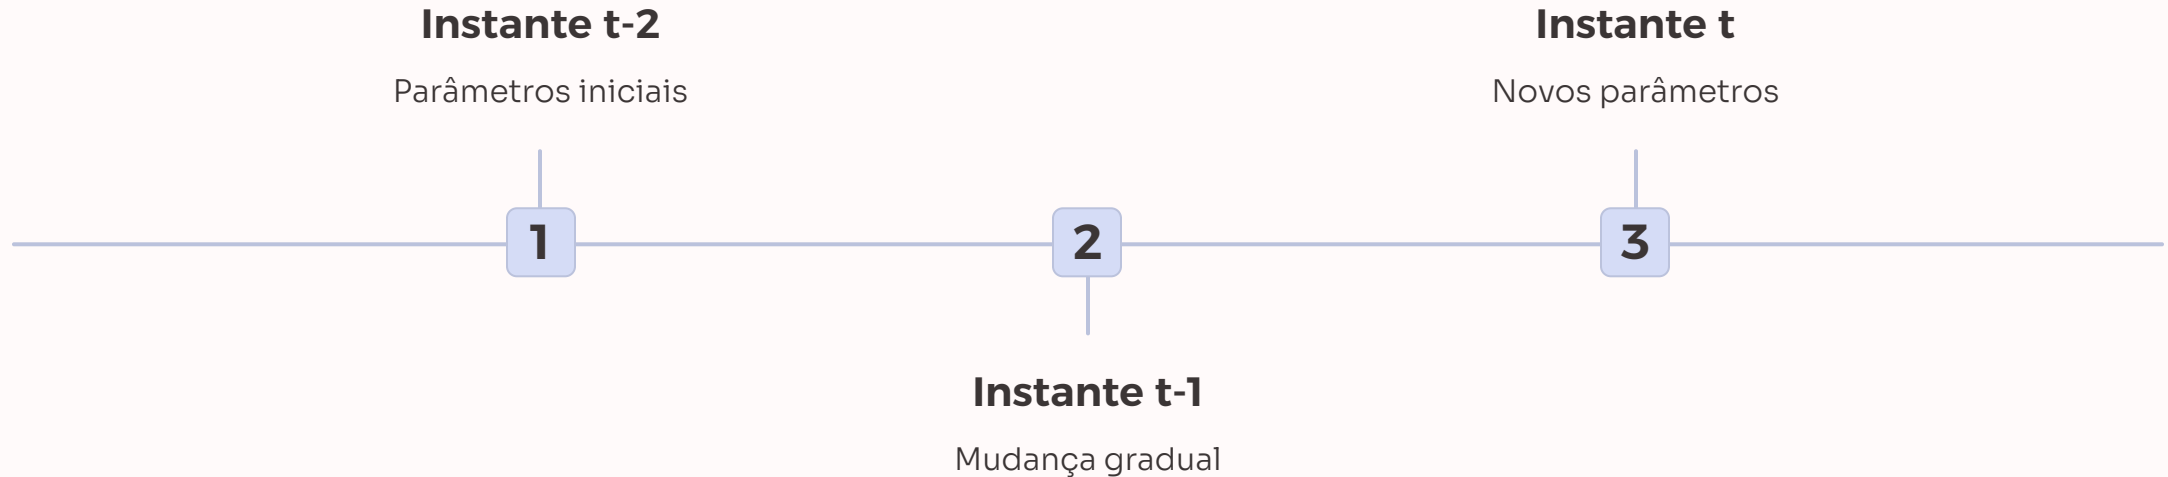 Instante t-2
Parâmetros iniciais
1
2
Instante t-1
Mudança gradual
Instante t
Novos parâmetros
3